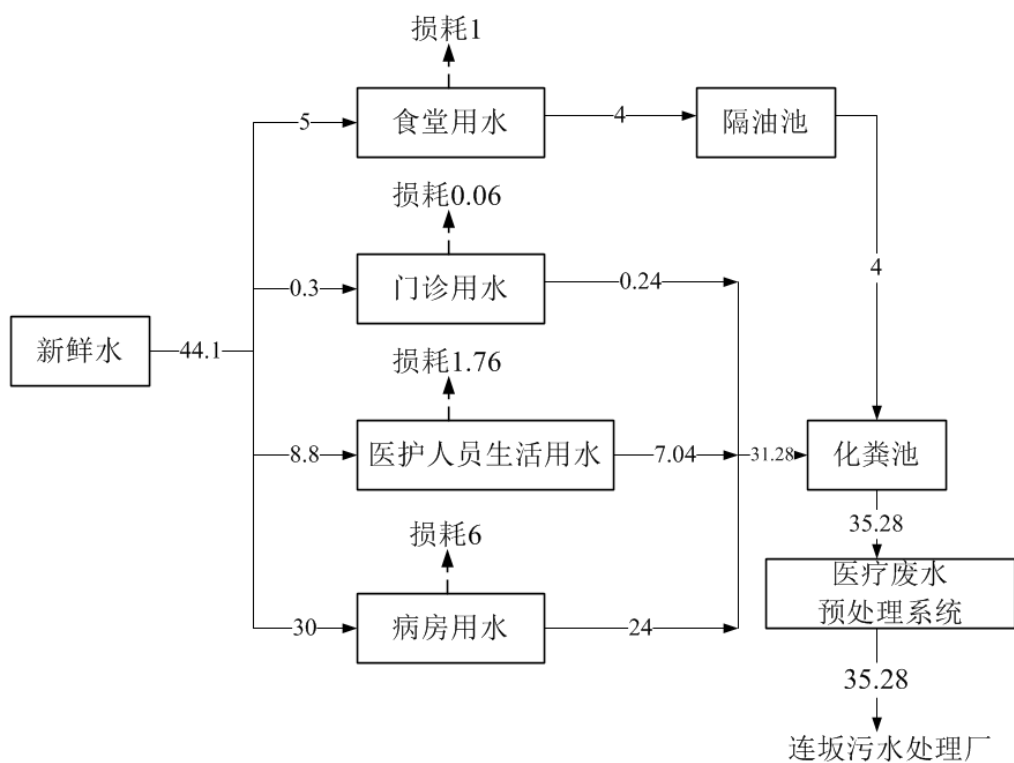 损耗1
5
食堂用水
4
隔油池
4
损耗0.06
0.3
门诊用水
0.24
新鲜水
44.1
损耗1.76
8.8
医护人员生活用水
7.04
31.28
化粪池
35.28
损耗6
30
病房用水
24
医疗废水
预处理系统
35.28
连坂污水处理厂